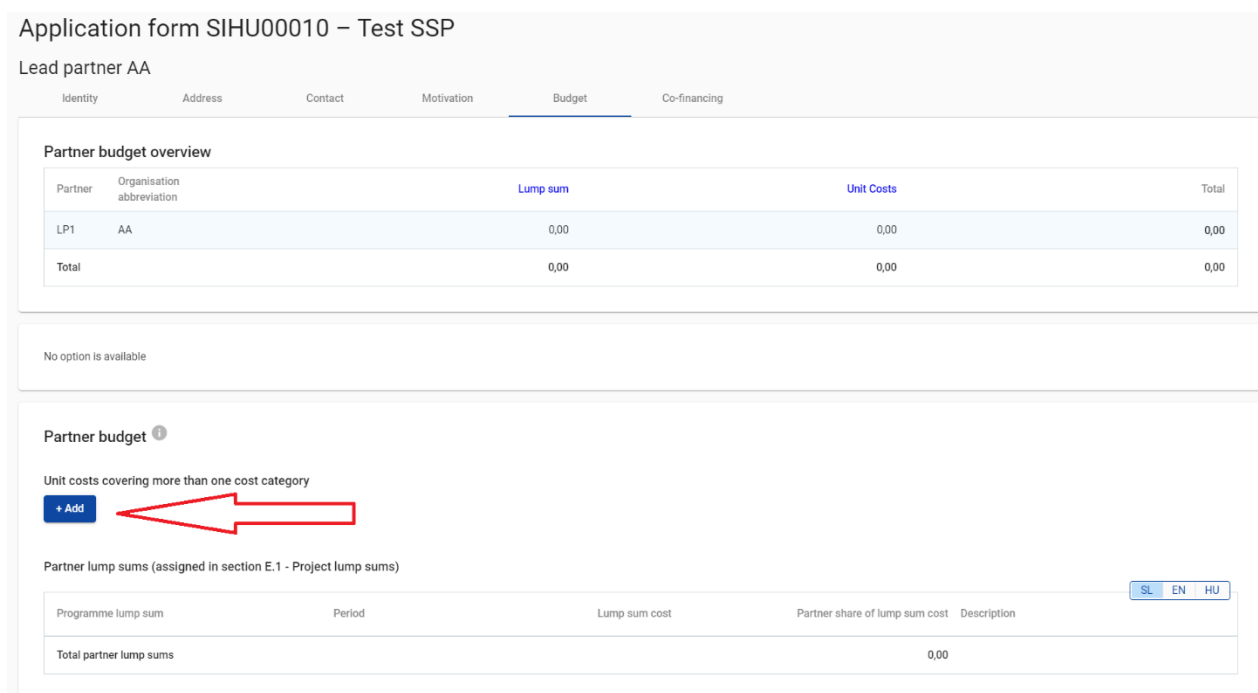 Application form SIHU00010 – Test SSP
Lead partner AA
Identity Address Contact Motivation Budget Co-financing
Partner budget overview
Partner Organisation abbreviation Lump sum Unit Costs Total
LP1 AA 0,00 0,00 0,00
Total 0,00 0,00 0,00
No option is available
Partner budget
Unit costs covering more than one cost category
+ Add
Partner lump sums (assigned in section E.1 - Project lump sums)
SL EN HU
Programme lump sum Period Lump sum cost Partner share of lump sum cost Description
Total partner lump sums 0,00